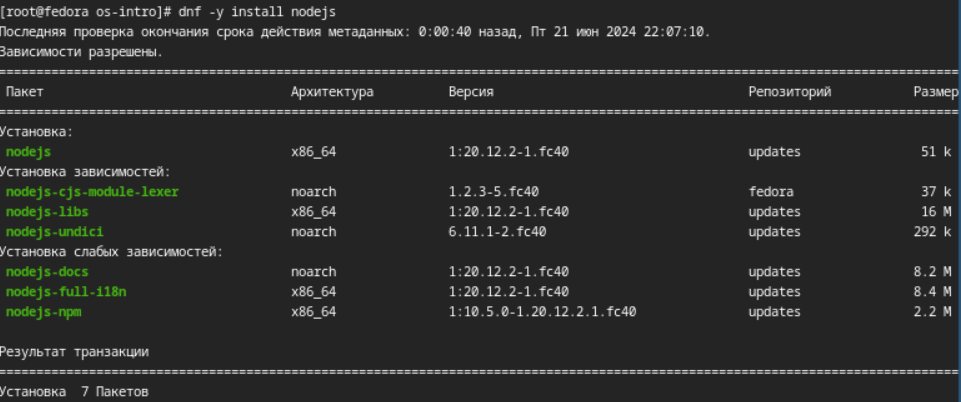 [root@fedora os-intro]# dnf -y install nodejs
Последняя проверка окончания срока действия метаданных: 0:00:40 назад, Пт 21 июн 2024 22:07:10.
Зависимости разрешены.
================================================================================
Пакет Архитектура Версия Репозиторий Размер
================================================================================
Установка:
nodejs x86_64 1:20.12.2-1.fc40 updates 51 k
Установка зависимостей:
nodejs-cjs-module-lexer noarch 1.2.3-5.fc40 fedora 37 k
nodejs-libs x86_64 1:20.12.2-1.fc40 updates 16 M
nodejs-undici noarch 6.11.1-2.fc40 updates 292 k
Установка слабых зависимостей:
nodejs-docs noarch 1:20.12.2-1.fc40 updates 8.2 M
nodejs-full-i18n x86_64 1:20.12.2-1.fc40 updates 8.4 M
nodejs-npm x86_64 1:10.5.0-1.20.12.2.1.fc40 updates 2.2 M
Результат транзакции
================================================================================
Установка 7 Пакетов